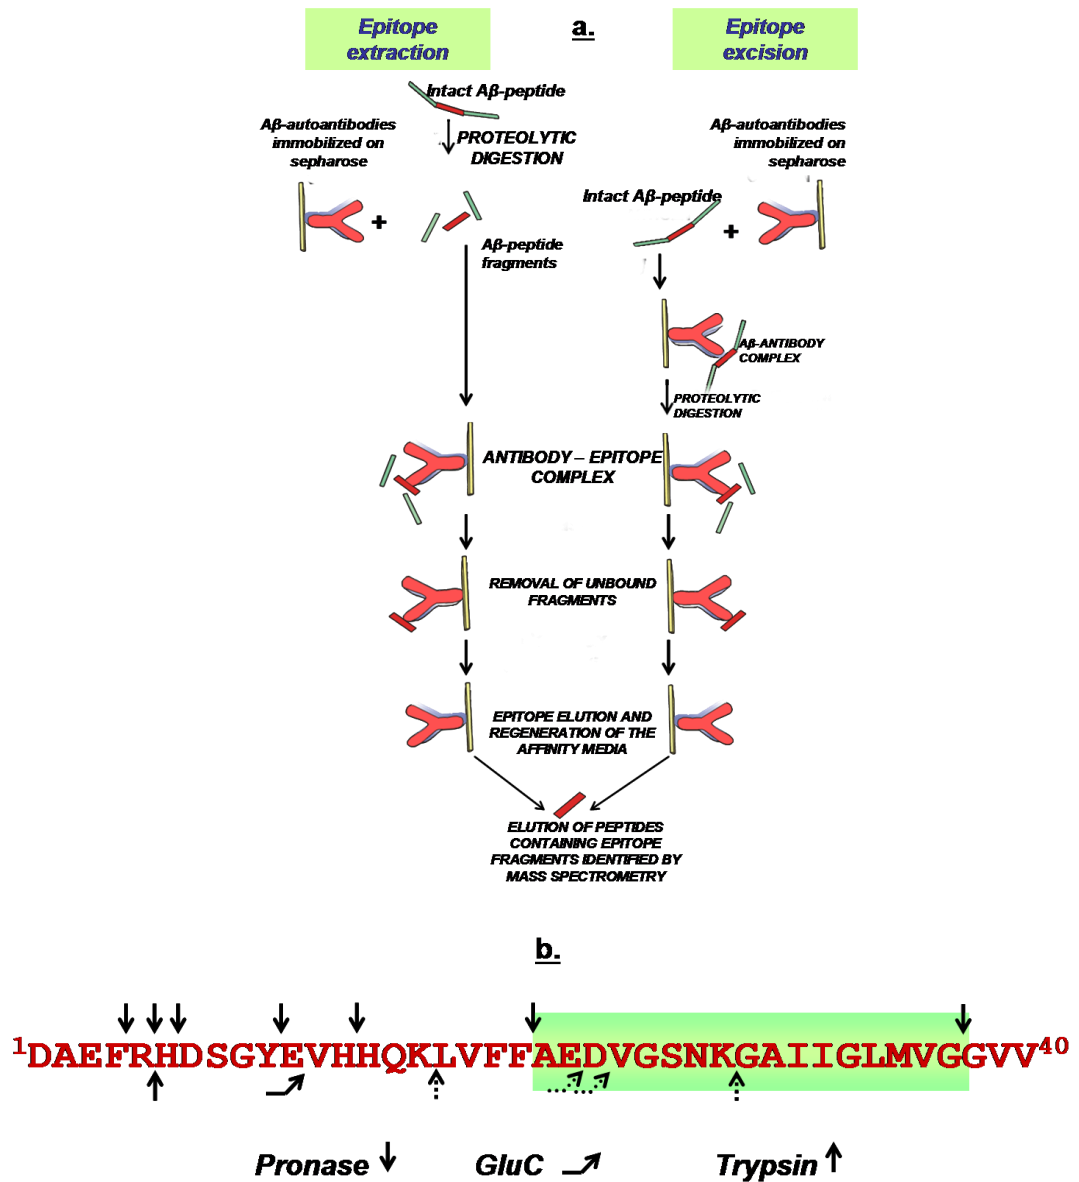 a.
Epitope
extraction
Epitope
excision
Intact Aβ-peptide
Aβ-autoantibodies
immobilized on
sepharose
PROTEOLYTIC
DIGESTION
+
Aβ-peptide
fragments
Aβ-autoantibodies
immobilized on
sepharose
Intact Aβ-peptide
+
Aβ-ANTIBODY
COMPLEX
PROTEOLYTIC
DIGESTION
ANTIBODY – EPITOPE
COMPLEX
REMOVAL OF UNBOUND
FRAGMENTS
EPITOPE ELUTION AND
REGENERATION OF THE
AFFINITY MEDIA
ELUTION OF PEPTIDES
CONTAINING EPITOPE
FRAGMENTS IDENTIFIED BY
MASS SPECTROMETRY
b.
1DAEFRHDSGYEVHHQKLVFFAEDVGSNKGAIIGLMVGGVV40
Pronase GluC Trypsin